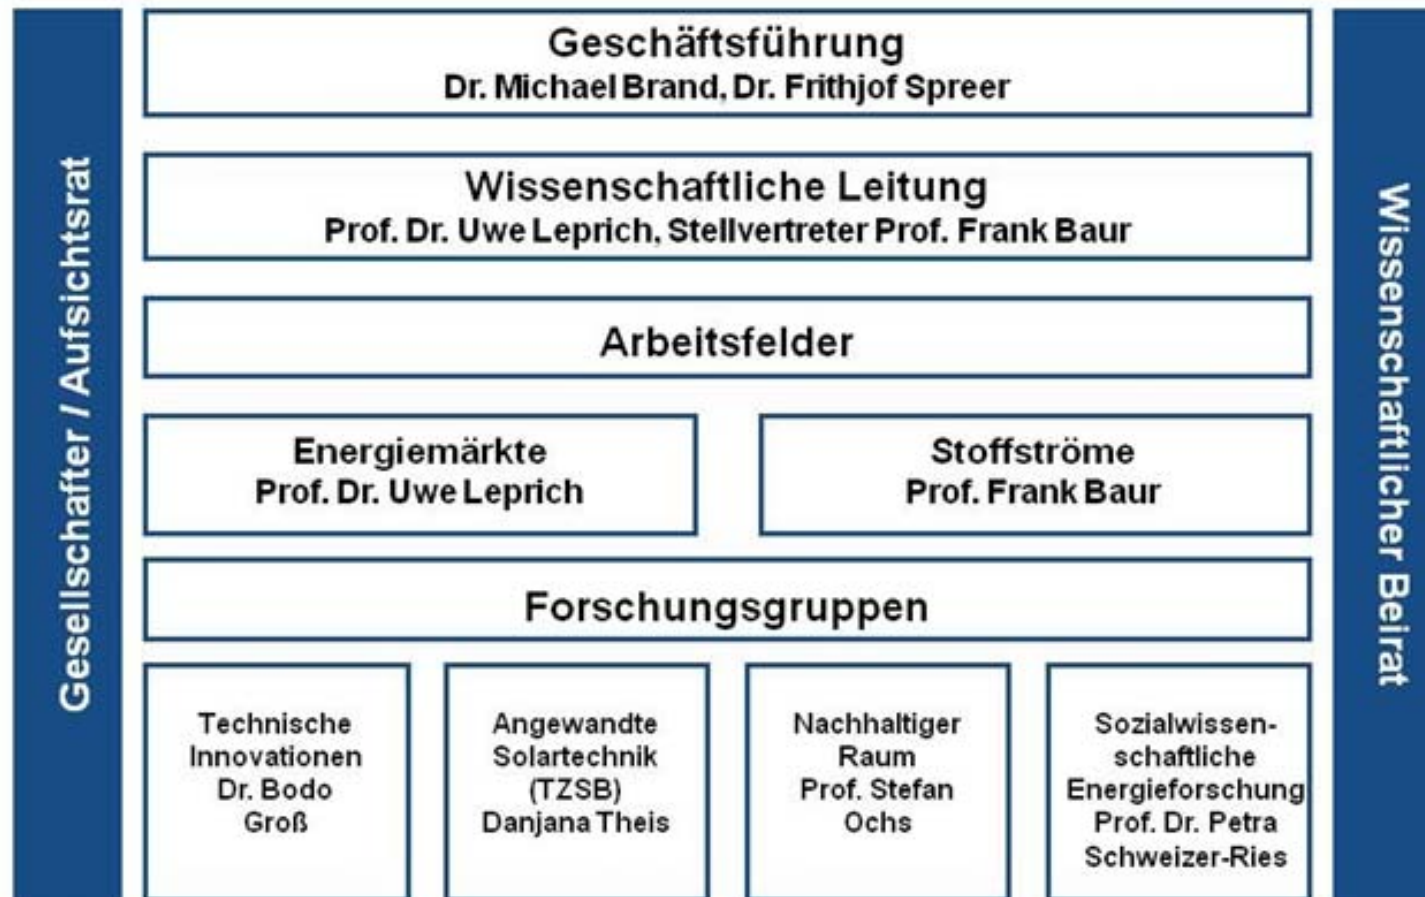 Gesellschafter / Aufsichtsrat
Geschäftsführung
Dr. Michael Brand, Dr. Frithjof Spreer
Wissenschaftliche Leitung
Prof. Dr. Uwe Leprich, Stellvertreter Prof. Frank Baur
Arbeitsfelder
Energiemärkte
Prof. Dr. Uwe Leprich
Stoffströme
Prof. Frank Baur
Forschungsgruppen
Technische
Innovationen
Dr. Bodo
Groß
Angewandte
Solartechnik
(TZSB)
Danjana Theis
Nachhaltiger
Raum
Prof. Stefan
Ochs
Sozialwissen-
schaftliche
Energieforschung
Prof. Dr. Petra
Schweizer-Ries
Wissenschaftlicher Beirat